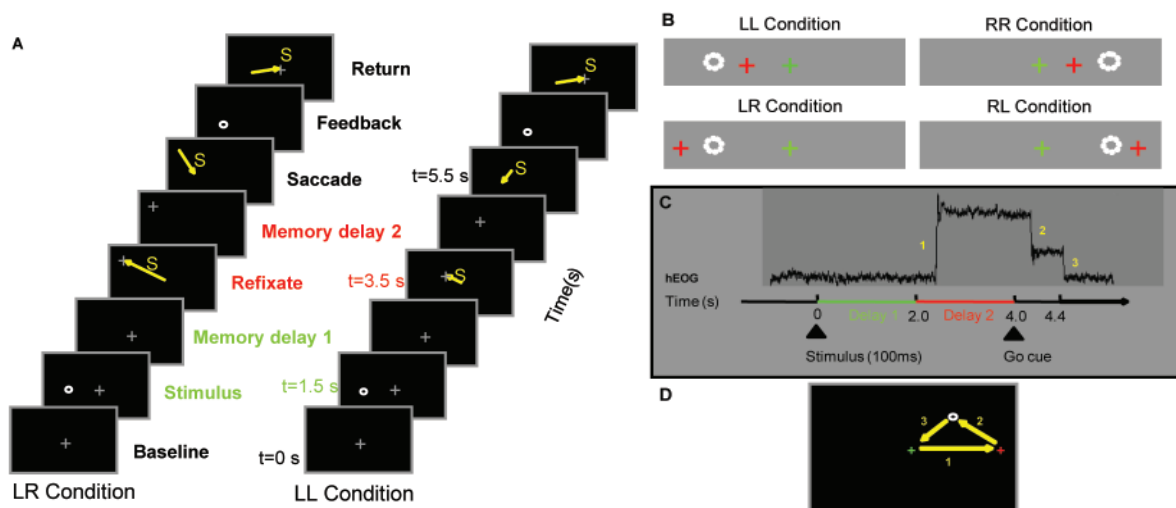 A
S
Return
Feedback
S
Saccade
t=5.5 s
Memory delay 2
S
Refixate
t=3.5 s
S
Memory delay 1
Stimulus
t=1.5 s
Baseline
t=0 s
LR Condition
S
S
LL Condition
Time(s)
B
LL Condition
RR Condition
LR Condition
RL Condition
C
1
2
3
hEOG
Time(s)
Delay 1
Delay 2
0
2.0
4.0
4.4
Stimulus (100ms)
Go cue
D
3
2
1